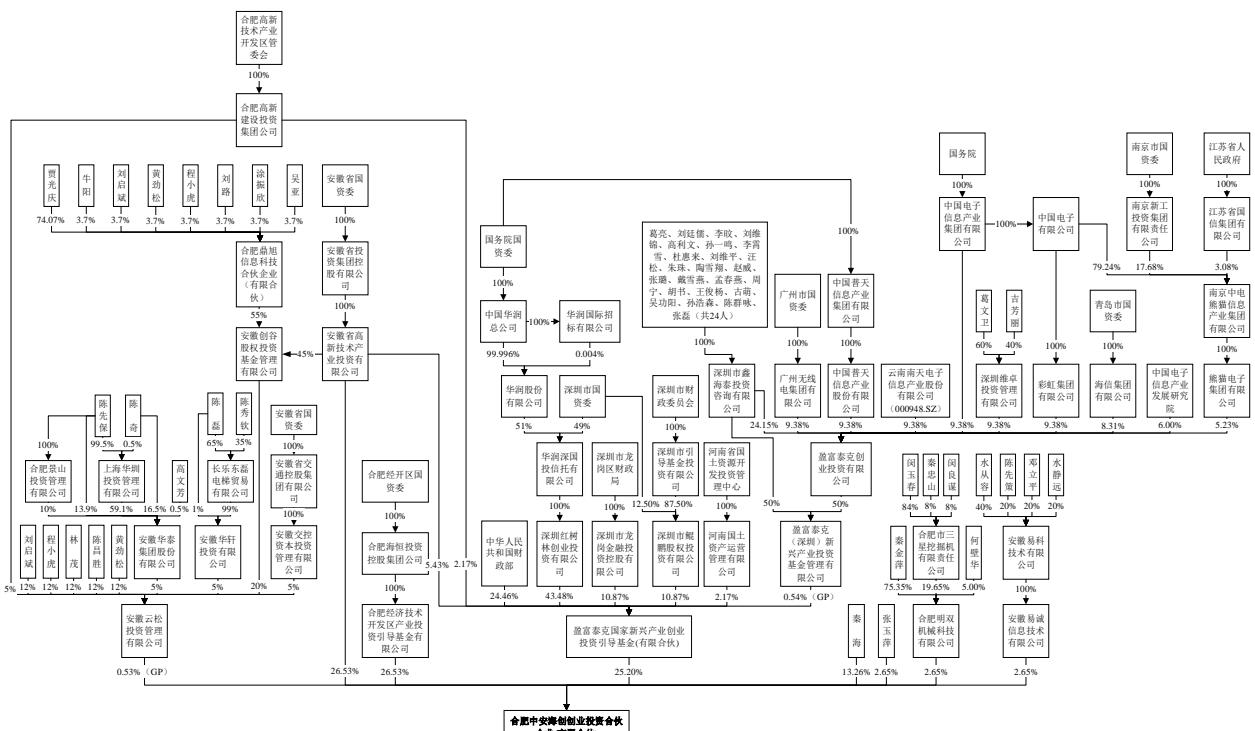 合肥高新
技术产业
开发区管
委会
100%
合肥高新
建设投资
集团公司
贾光庆
牛阳
刘启斌
黄劲松
程小虎
刘路
涂振欣
吴亚
安徽省国
资委
74.07%
3.7%
3.7%
3.7%
3.7%
3.7%
3.7%
3.7%
100%
合肥鼎旭
信息科技
合伙企业
（有限合
伙）
安徽省投
资集团控
股有限公
司
55%
100%
安徽创谷
股权投资
基金管理
有限公司
45%
安徽省高
新技术产
业投资有
限公司
陈先保
陈奇
陈磊
陈秀钦
安徽省国
资委
100%
99.5%
0.5%
65%
35%
100%
合肥景山
投资管理
有限公司
上海华圳
投资管理
有限公司
高文芳
长乐东磊
电梯贸易
有限公司
安徽省交
通控股集
团有限公
司
10%
13.9%
59.1%
16.5%
0.5%
1%
99%
100%
刘启斌
程小虎
林茂
陈昌胜
黄劲松
安徽华泰
集团股份
有限公司
安徽华轩
投资有限
公司
安徽交控
资本投资
管理有限
公司
5%
12%
12%
12%
12%
12%
5%
5%
20%
5%
安徽云松
投资管理
有限公司
0.53%（GP）
26.53%
合肥经开区国
资委
100%
合肥海恒投资
控股集团公司
100%
合肥经济技术
开发区产业投
资引导基金有
限公司
26.53%
5.43%
2.17%
国务院国
资委
100%
100%
中国华润
总公司
100%
华润国际招
标有限公司
99.996%
0.004%
华润股份
有限公司
深圳市国
资委
51%
49%
华润深国
投信托有
限公司
深圳市龙
岗区财政
局
深圳市财
政委员会
100%
深圳市引
导基金投
资有限公
司
河南省国
土资源开
发投资管
理中心
12.50%
87.50%
100%
100%
100%
中华人民
共和国财
政部
深圳红树
林创业投
资有限公
司
深圳市龙
岗金融投
资控股有
限公司
深圳市鲲
鹏股权投
资有限公
司
河南国土
资产运营
管理有限
公司
盈富泰克
（深圳）新
兴产业投资
基金管理有
限公司
24.46%
43.48%
10.87%
10.87%
2.17%
0.54%（GP）
盈富泰克国家新兴产业创业
投资引导基金(有限合伙)
25.20%
葛亮、刘廷儒、李旼、刘维
锦、高利文、孙一鸣、李霄
雪、杜惠来、刘维平、汪
松、朱珠、陶雪翔、赵威、
张璐、戴雪燕、孟春燕、周
宁、胡书、王俊杨、古萌、
吴功阳、孙浩森、陈群咏、
张磊（共24人）
100%
深圳市鑫
海泰投资
咨询有限
公司
广州市国
资委
100%
广州无线
电集团有
限公司
中国普天
信息产业
集团有限
公司
100%
中国普天
信息产业
股份有限
公司
云南南天电子
信息产业股份
有限公司
(000948.SZ)
24.15%
9.38%
9.38%
9.38%
9.38%
9.38%
9.38%
8.31%
6.00%
5.23%
盈富泰克创业
投资有限公司
50%
50%
国务院
南京市国
资委
江苏省人
民政府
100%
100%
100%
中国电子
信息产业
集团有限
公司
100%
中国电子
有限公司
南京新工
投资集团
有限责任
公司
江苏省国
信集团有
限公司
79.24%
17.68%
3.08%
葛文卫
吉芳丽
青岛市国
资委
南京中电
熊猫信息
产业集团
有限公司
60%
40%
100%
100%
100%
深圳维卓
投资管理
有限公司
彩虹集团
有限公司
海信集团
有限公司
中国电子
信息产业
发展研究
院
熊猫电子
集团有限
公司
闵玉春
秦忠山
闵良谋
水从容
陈先策
邓立平
水静远
84%
8%
8%
40%
20%
20%
20%
秦金萍
合肥市三
星挖掘机
有限责任
公司
何壁华
安徽易科
技术有限
公司
75.35%
19.65%
5.00%
100%
秦海
张玉萍
合肥明双
机械科技
有限公司
安徽易诚
信息技术
有限公司
13.26%
2.65%
2.65%
2.65%
合肥中安海创创业投资合伙